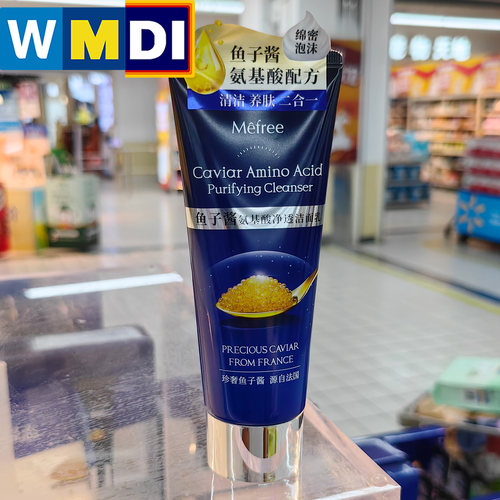 WMDI
鱼子酱
氨基酸配方
绵密
泡沫
清洁 养肤 二合一
Mêfree
Caviar Amino Acid
Purifying Cleanser
鱼子酱氨基酸净透洁面乳
PRECIOUS CAVIAR
FROM FRANCE
珍奢鱼子酱 源自法国